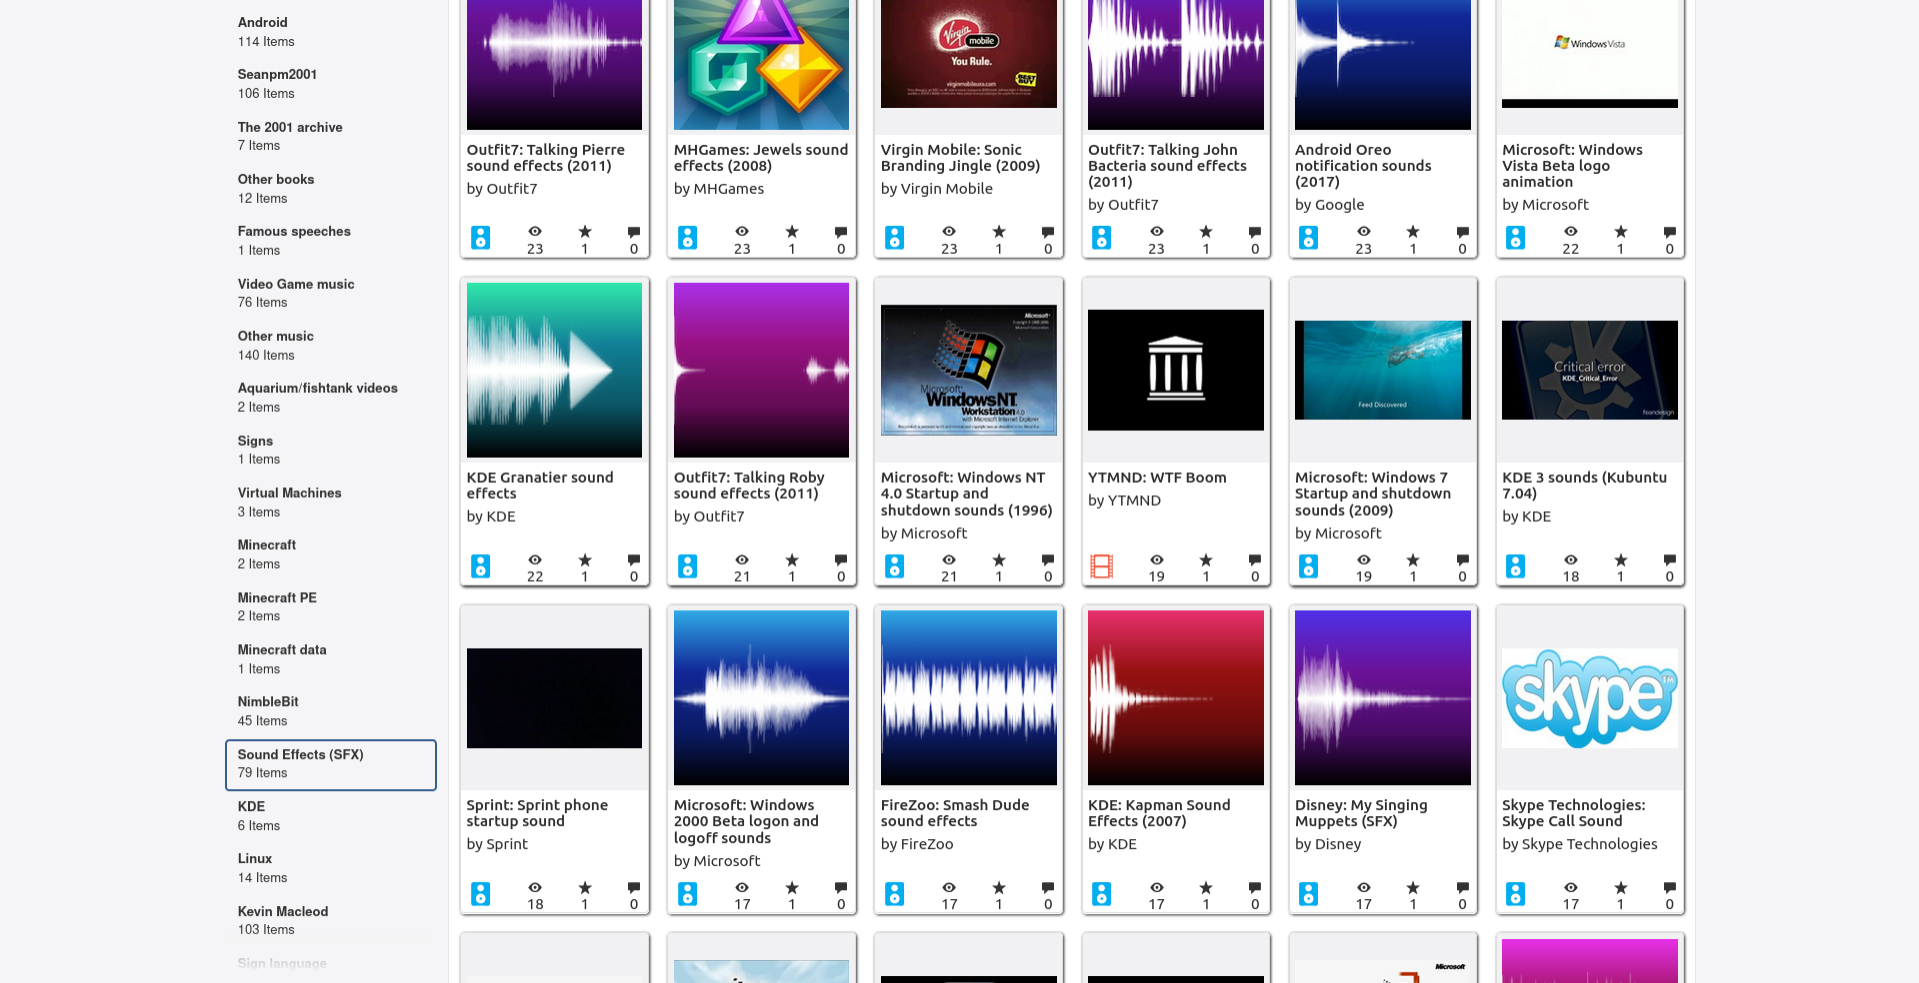 Android
114 Items
Seanpm2001
106 Items
The 2001 archive
7 Items
Other books
12 Items
Famous speeches
1 Items
Video Game music
76 Items
Other music
140 Items
Aquarium/fishtank videos
2 Items
Signs
1 Items
Virtual Machines
3 Items
Minecraft
2 Items
Minecraft PE
2 Items
Minecraft data
1 Items
NimbleBit
45 Items
Sound Effects (SFX)
79 Items
KDE
6 Items
Linux
14 Items
Kevin Macleod
103 Items
Sign language
Outfit7: Talking Pierre
sound effects (2011)
by Outfit7
23 1 0
MHGames: Jewels sound
effects (2008)
by MHGames
23 1 0
Virgin
mobile
You Rule.
virginmobileusa.com
BEST
BUY
Virgin Mobile: Sonic
Branding Jingle (2009)
by Virgin Mobile
23 1 0
Outfit7: Talking John
Bacteria sound effects
(2011)
by Outfit7
23 1 0
Android Oreo
notification sounds
(2017)
by Google
23 1 0
Windows Vista
Microsoft: Windows
Vista Beta logo
animation
by Microsoft
22 1 0
KDE Granatier sound
effects
by KDE
22 1 0
Outfit7: Talking Roby
sound effects (2011)
by Outfit7
21 1 0
Microsoft
Microsoft
Windows NT
Workstation 4.0
with Microsoft Internet Explorer
Microsoft: Windows NT
4.0 Startup and
shutdown sounds (1996)
by Microsoft
21 1 0
YTMND: WTF Boom
by YTMND
19 1 0
Feed Discovered
Microsoft: Windows 7
Startup and shutdown
sounds (2009)
by Microsoft
19 1 0
Critical error
KDE_Critical_Error
feandesign
KDE 3 sounds (Kubuntu
7.04)
by KDE
18 1 0
Sprint: Sprint phone
startup sound
by Sprint
18 1 0
Microsoft: Windows
2000 Beta logon and
logoff sounds
by Microsoft
17 1 0
FireZoo: Smash Dude
sound effects
by FireZoo
17 1 0
KDE: Kapman Sound
Effects (2007)
by KDE
17 1 0
Disney: My Singing
Muppets (SFX)
by Disney
17 1 0
skype TM
Skype Technologies:
Skype Call Sound
by Skype Technologies
17 1 0
Microsoft